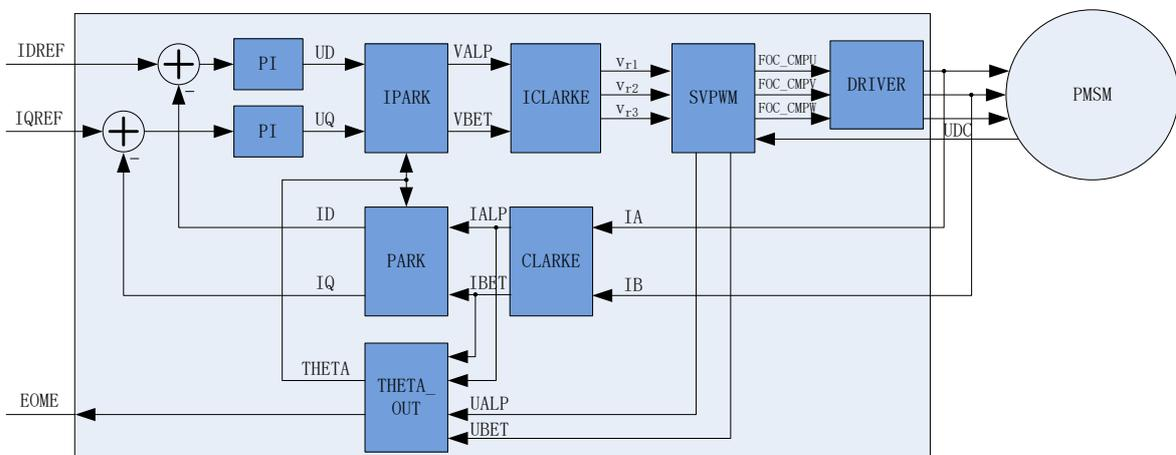 IDREF
PI
UD
IPARK
VALP
ICLARKE
Vr1
Vr2
Vr3
SVPWM
FOC_CMPU
FOC_CMPV
FOC_CMPW
DRIVER
PMSM
IQREF
-
-
PI
UQ
VBET
UDC
ID
PARK
IALP
CLARKE
IA
IQ
IBET
IB
THETA
THETA_
OUT
EOME
UALP
UBET